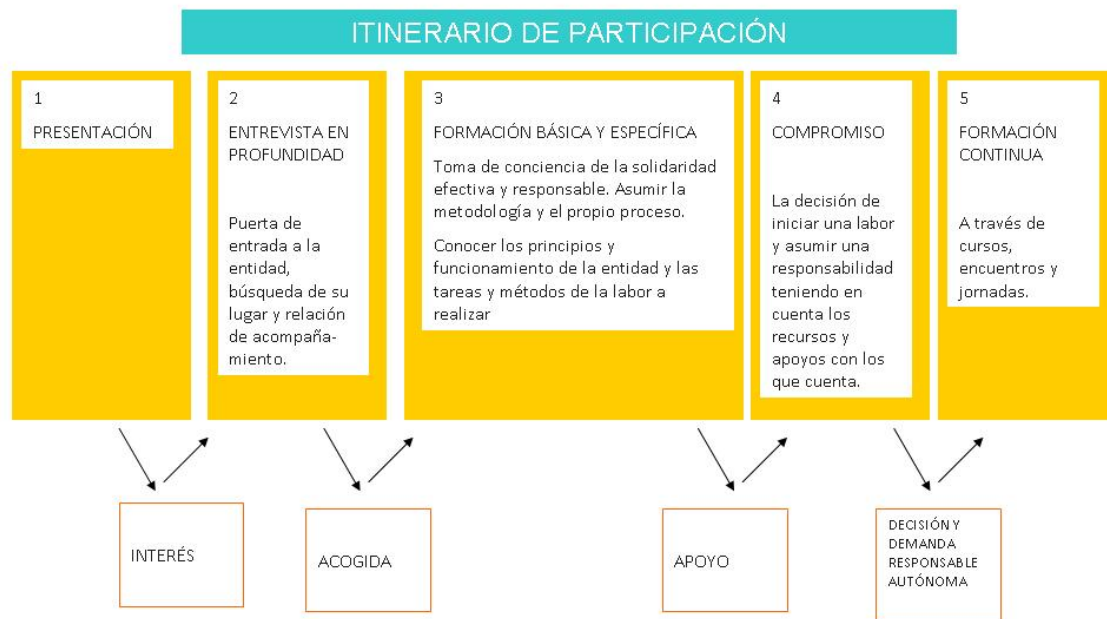 ITINERARIO DE PARTICIPACIÓN
1
PRESENTACIÓN
2
ENTREVISTA EN
PROFUNDIDAD
Puerta de
entrada a la
entidad,
búsqueda de su
lugar y relación
de acompaña-
miento.
3
FORMACIÓN BÁSICA Y ESPECÍFICA
Toma de conciencia de la solidaridad
efectiva y responsable. Asumir la
metodología y el propio proceso.
Conocer los principios y
funcionamiento de la entidad y las
tareas y métodos de la labor a
realizar
4
COMPROMISO
La decisión de
iniciar una labor
y asumir una
responsabilidad
teniendo en
cuenta los
recursos y
apoyos con los
que cuenta.
5
FORMACIÓN
CONTINUA
A través de
cursos,
encuentros y
jornadas.
INTERÉS
ACOGIDA
APOYO
DECISIÓN Y
DEMANDA
RESPONSABLE
AUTÓNOMA